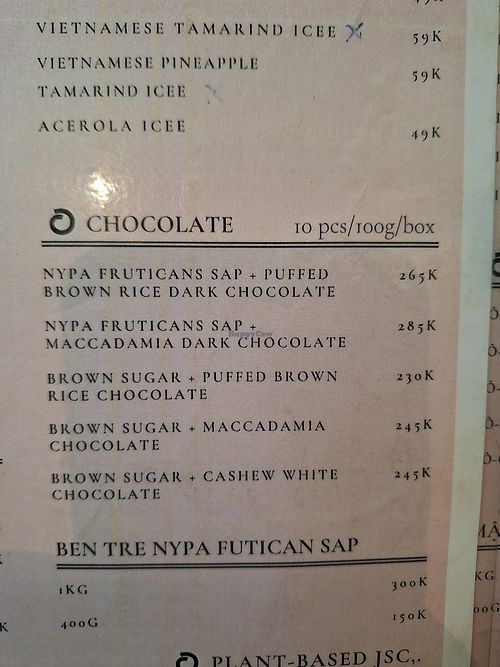 VIETNAMESE TAMARIND ICEE 59K
VIETNAMESE PINEAPPLE 59K
TAMARIND ICEE
ACEROLA ICEE 49K
CHOCOLATE 10 pcs/100g/box
NYPA FRUTICANS SAP + PUFFED 265K
BROWN RICE DARK CHOCOLATE
NYPA FRUTICANS SAP + 285K
MACCADAMIA DARK CHOCOLATE
HappyCow
BROWN SUGAR + PUFFED BROWN 230K
RICE CHOCOLATE
BROWN SUGAR + MACCADAMIA 245K
CHOCOLATE
BROWN SUGAR + CASHEW WHITE 245K
CHOCOLATE
BEN TRE NYPA FUTICAN SAP
1KG 300K
400G 150K
PLANT-BASED JSC,.